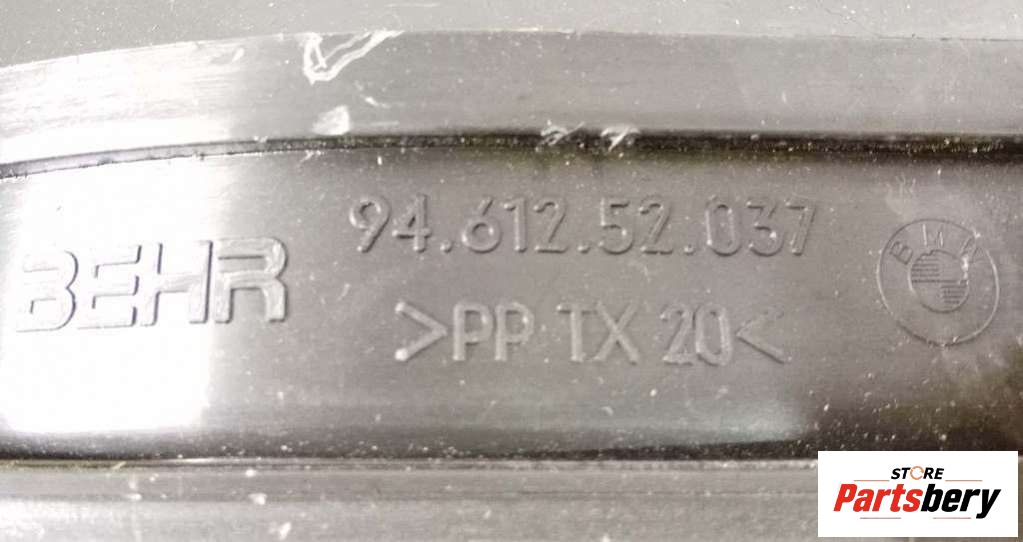 BEHR
94.612.52.037
>PP TX 20<
BMW
STORE
Partsbery